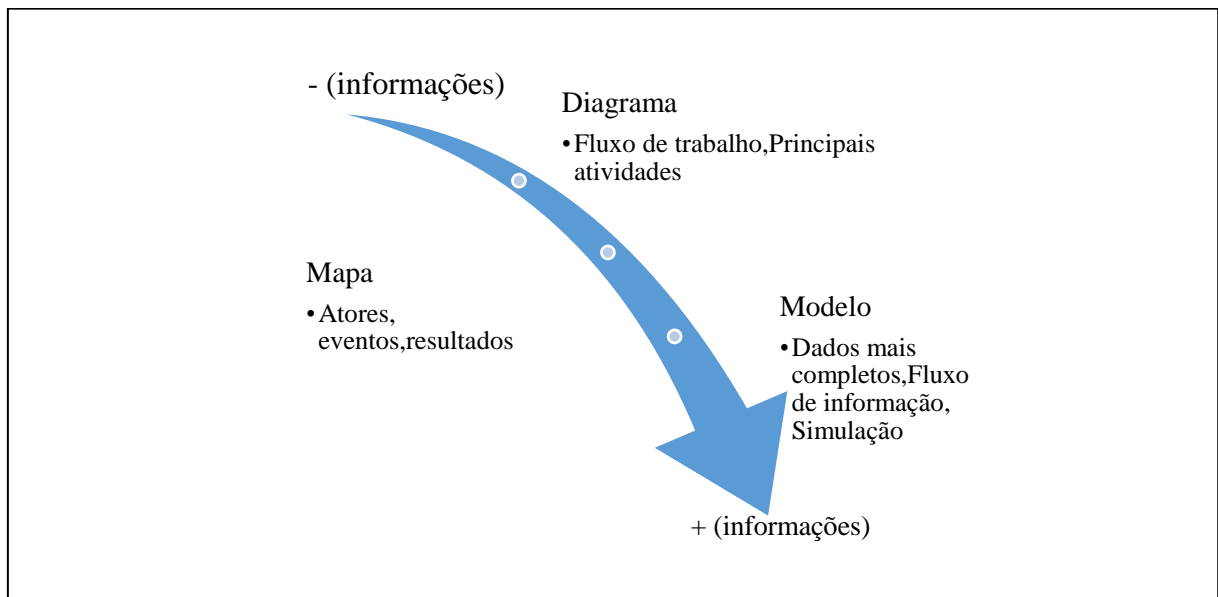 - (informações)
Diagrama
•Fluxo de trabalho,Principais
atividades
Mapa
•Atores,
eventos,resultados
Modelo
•Dados mais
completos,Fluxo
de informação,
Simulação
+ (informações)